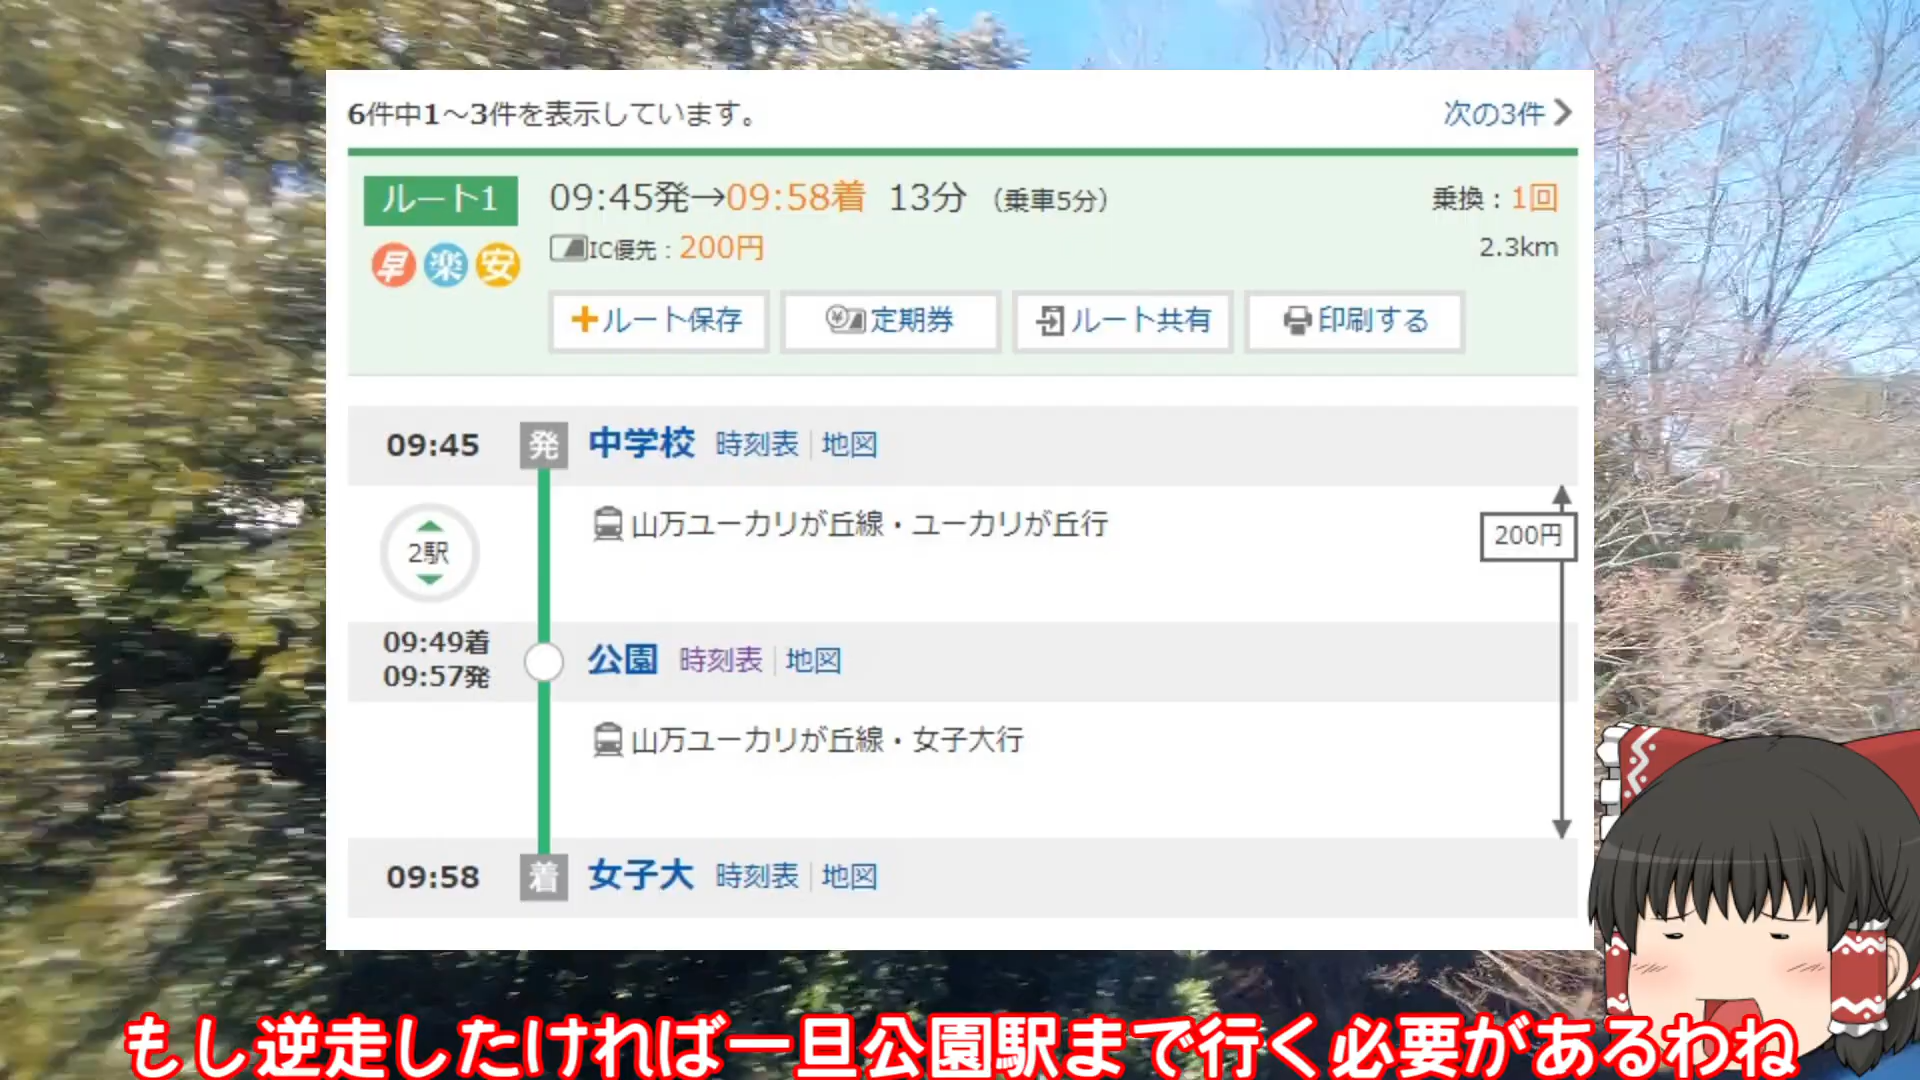 6件中1～3件を表示しています。
次の3件
ルート1
09:45発→09:58着 13分 （乗車5分）
乗換：1回
早 楽 安
IC優先：200円
2.3km
ルート保存
定期券
ルート共有
印刷する
09:45 発 中学校 時刻表 地図
2駅
山万ユーカリが丘線・ユーカリが丘行
200円
09:49着
09:57発
公園 時刻表 地図
山万ユーカリが丘線・女子大行
09:58 着 女子大 時刻表 地図
もし逆走したければ一旦公園駅まで行く必要があるわね